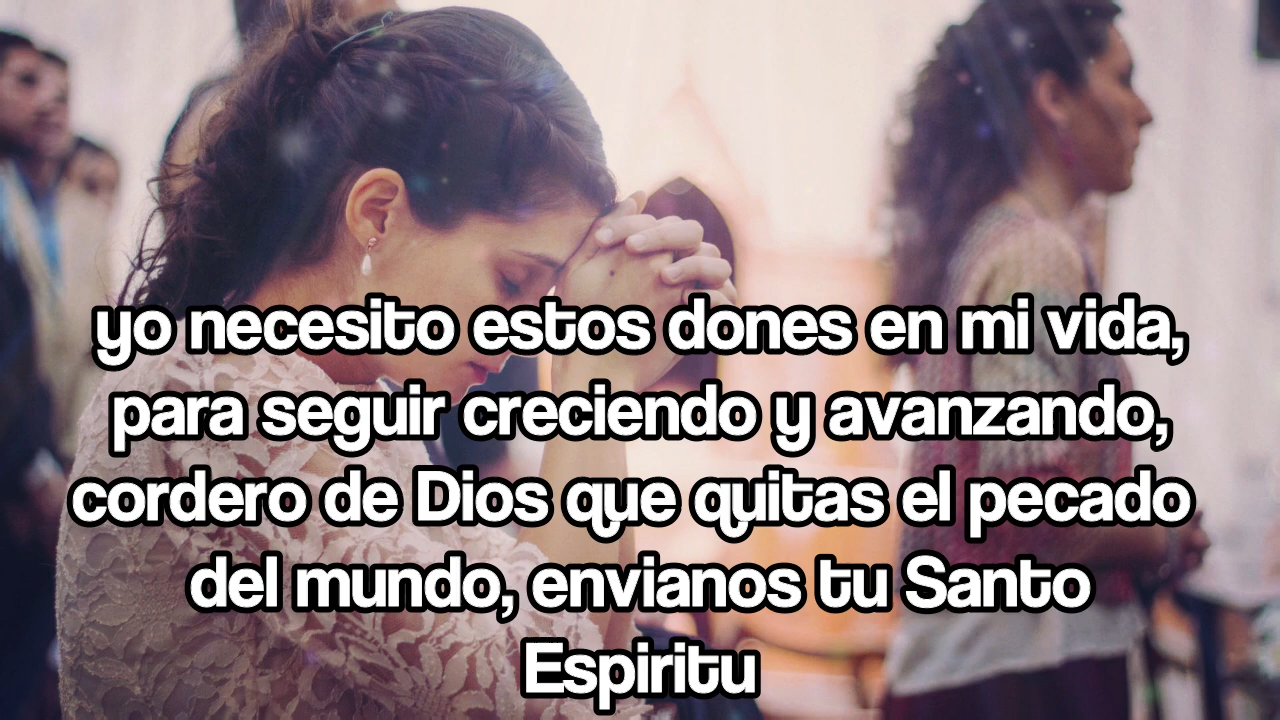 yo necesito estos dones en mi vida,
para seguir creciendo y avanzando,
cordero de Dios que quitas el pecado
del mundo, envianos tu Santo
Espiritu